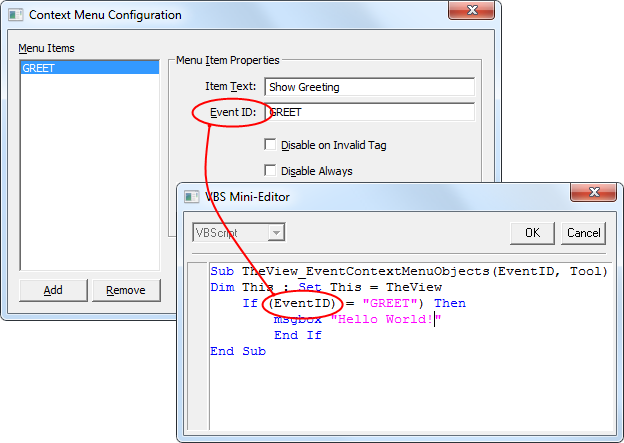 Context Menu Configuration
Menu Items
GREET
Menu Item Properties
Item Text: Show Greeting
Event ID: GREET
Disable on Invalid Tag
Disable Always
Add Remove
VBS Mini-Editor
VBScript OK Cancel
Sub TheView_EventContextMenuObjects(EventID, Tool)
Dim This : Set This = TheView
If (EventID) = "GREET") Then
msgbox "Hello World!"
End If
End Sub